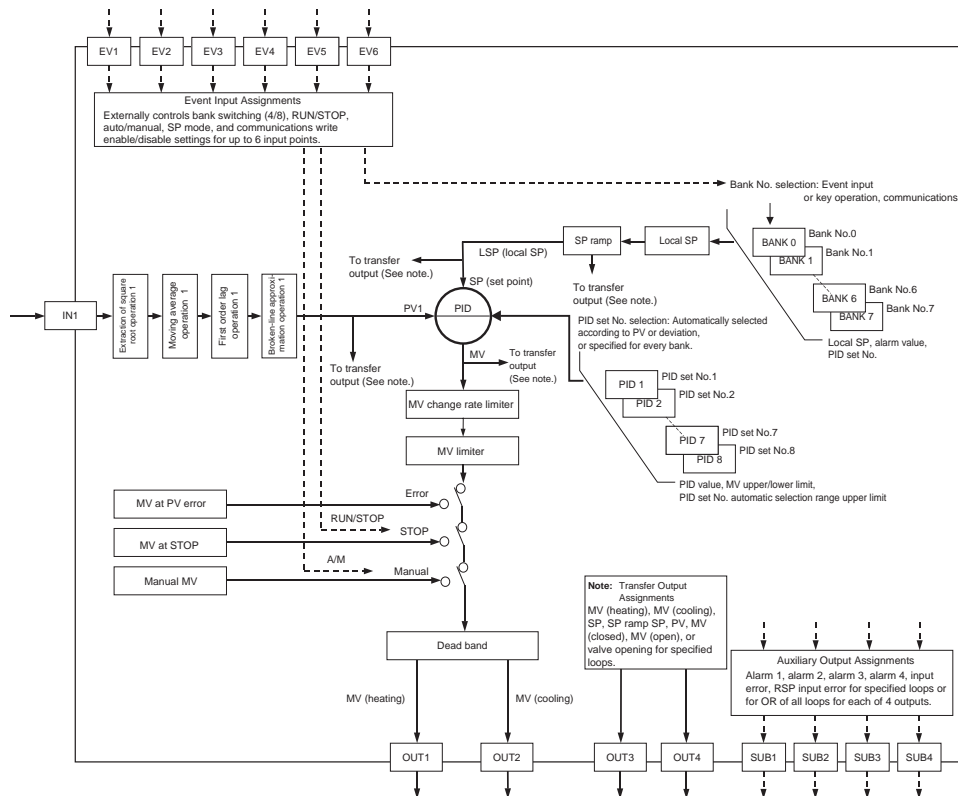 EV1 EV2 EV3 EV4 EV5 EV6
Event Input Assignments
Externally controls bank switching (4/8), RUN/STOP,
auto/manual, SP mode, and communications write
enable/disable settings for up to 6 input points.
Bank No. selection: Event input
or key operation, communications
BANK 0
Bank No.0
BANK 1
Bank No.1
BANK 6
Bank No.6
BANK 7
Bank No.7
Local SP, alarm value,
PID set No.
Local SP
SP ramp
LSP (local SP)
To transfer
output (See note.)
SP (set point)
To transfer
output (See note.)
IN1
Extraction of square
root operation 1
Moving average
operation 1
First order lag
operation 1
Broken-line approxi-
mation operation 1
PV1
PID
To transfer
output (See note.)
MV
To transfer
output
(See note.)
PID set No. selection: Automatically selected
according to PV or deviation,
or specified for every bank.
PID 1
PID set No.1
PID 2
PID set No.2
PID 7
PID set No.7
PID 8
PID set No.8
PID value, MV upper/lower limit,
PID set No. automatic selection range upper limit
MV change rate limiter
MV limiter
MV at PV error
Error
RUN/STOP
MV at STOP
STOP
A/M
Manual MV
Manual
Dead band
MV (heating)
MV (cooling)
Note: Transfer Output
Assignments
MV (heating), MV (cooling),
SP, SP ramp SP, PV, MV
(closed), MV (open), or
valve opening for specified
loops.
Auxiliary Output Assignments
Alarm 1, alarm 2, alarm 3, alarm 4, input
error, RSP input error for specified loops or
for OR of all loops for each of 4 outputs.
OUT1 OUT2 OUT3 OUT4 SUB1 SUB2 SUB3 SUB4